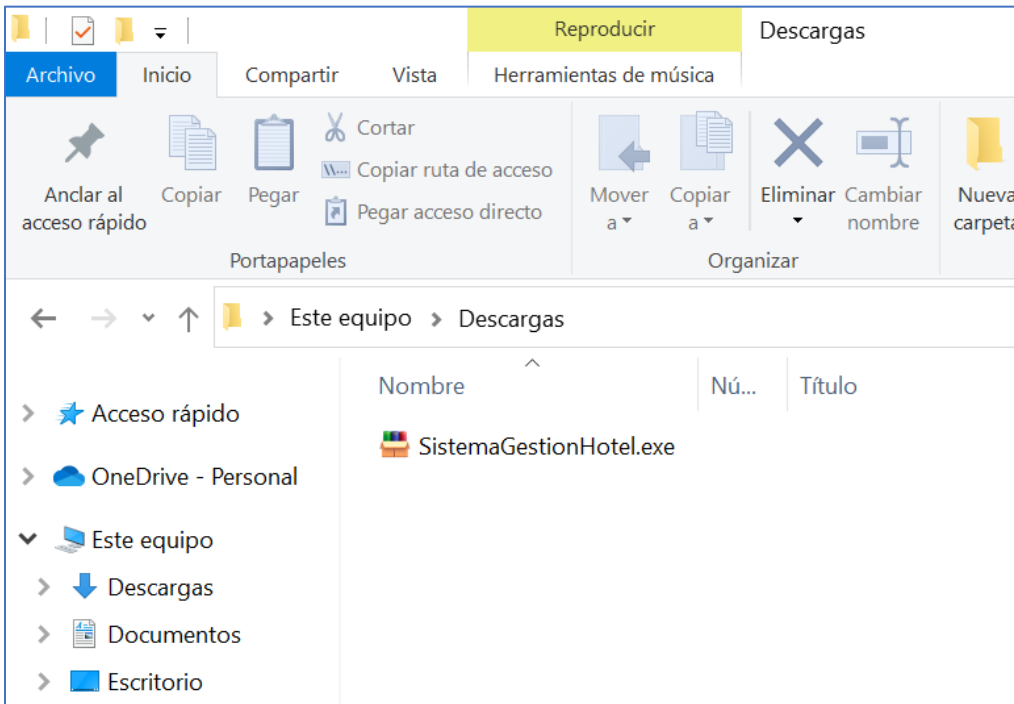 Reproducir
Descargas
Archivo
Inicio
Compartir
Vista
Herramientas de música
Anclar al
acceso rápido
Copiar
Pegar
Cortar
Copiar ruta de acceso
Pegar acceso directo
Portapapeles
Mover
a
Copiar
a
Eliminar
Cambiar
nombre
Organizar
Nueva
carpeta
Este equipo > Descargas
Nombre
Nú...
Título
SistemaGestionHotel.exe
Acceso rápido
OneDrive - Personal
Este equipo
Descargas
Documentos
Escritorio